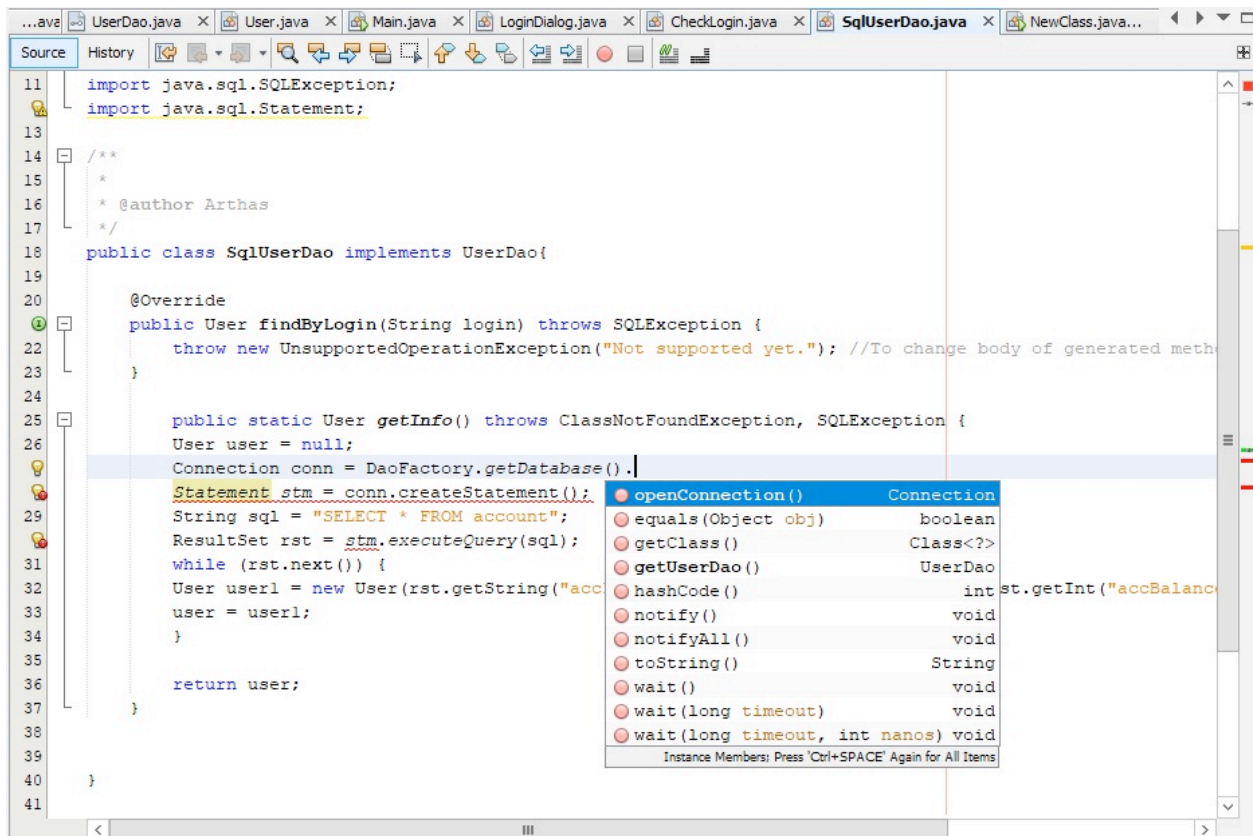 ...ava UserDao.java User.java Main.java LoginDialog.java CheckLogin.java SqlUserDao.java NewClass.java...
Source History
11 import java.sql.SQLException;
import java.sql.Statement;
13
14 /**
15 *
16 * @author Arthas
17 */
18 public class SqlUserDao implements UserDao{
19
20 @Override
public User findByLogin(String login) throws SQLException {
22 throw new UnsupportedOperationException("Not supported yet."); //To change body of generated meth
23 }
24
25 public static User getInfo() throws ClassNotFoundException, SQLException {
26 User user = null;
Connection conn = DaoFactory.getDatabase().
Statement stm = conn.createStatement();
29 String sql = "SELECT * FROM account";
ResultSet rst = stm.executeQuery(sql);
31 while (rst.next()) {
32 User user1 = new User(rst.getString("acc st.getInt("accBalanc
33 user = user1;
34 }
35
36 return user;
37 }
38
39
40 }
41
openConnection() Connection
equals(Object obj) boolean
getClass() Class<?>
getUserDao() UserDao
hashCode() int
notify() void
notifyAll() void
toString() String
wait() void
wait(long timeout) void
wait(long timeout, int nanos) void
Instance Members; Press 'Ctrl+SPACE' Again for All Items